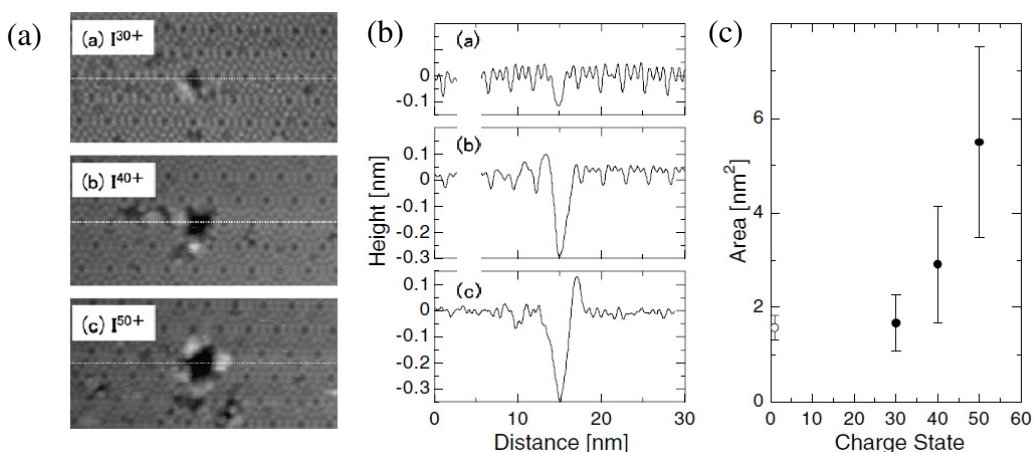 (a)
(a) I30+
(b) I40+
(c) I50+
(b)
Height [nm]
(a)
0
-0.1
(b)
0.1
0
-0.1
-0.2
-0.3
(c)
0.1
0
-0.1
-0.2
-0.3
0 10 20 30
Distance [nm]
(c)
Area [nm2]
6
4
2
0
0 10 20 30 40 50 60
Charge State